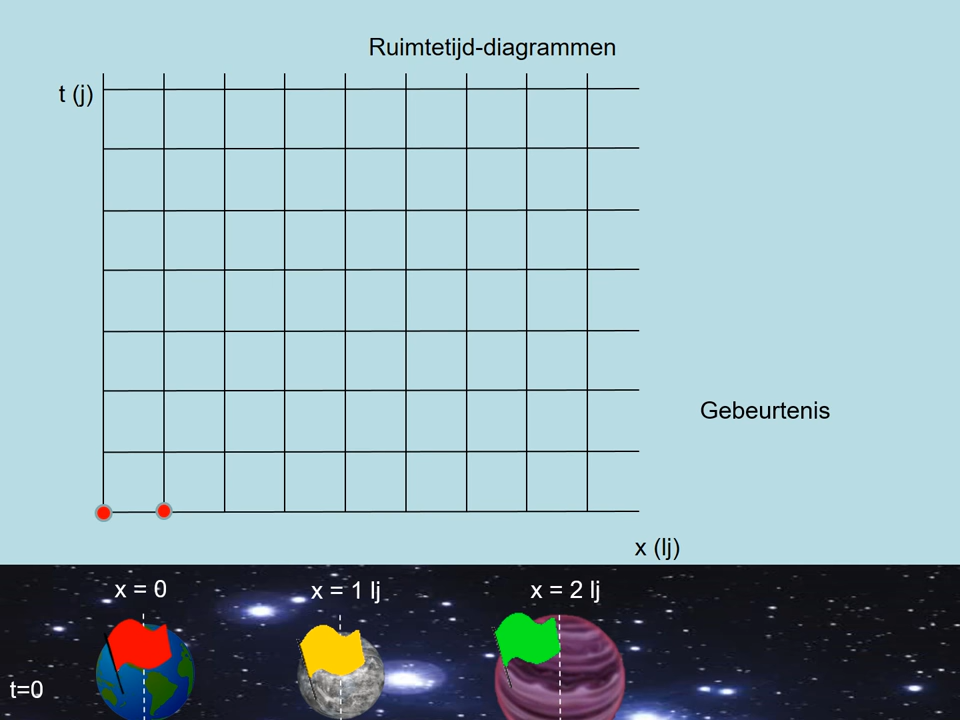 Ruimtetijd-diagrammen
t (j)
Gebeurtenis
x (lj)
x = 0
x = 1 lj
x = 2 lj
t=0